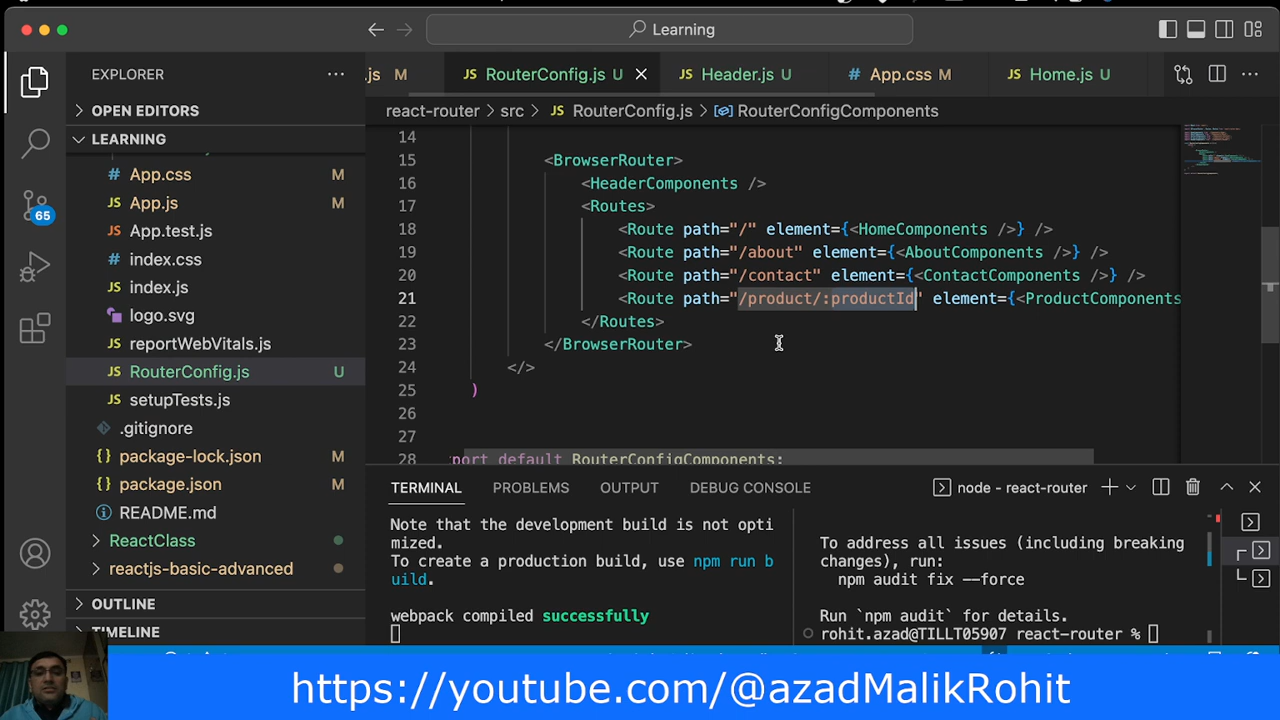 Learning
EXPLORER
.js M
RouterConfig.js U
Header.js U
App.css M
Home.js U
OPEN EDITORS
LEARNING
App.css M
App.js M
App.test.js
index.css
index.js
logo.svg
reportWebVitals.js
RouterConfig.js U
setupTests.js
.gitignore
package-lock.json M
package.json M
README.md
ReactClass
reactjs-basic-advanced
OUTLINE
TIMELINE
65
react-router > src > RouterConfig.js > RouterConfigComponents
14
15 <BrowserRouter>
16 <HeaderComponents />
17 <Routes>
18 <Route path="/" element={<HomeComponents />} />
19 <Route path="/about" element={<AboutComponents />} />
20 <Route path="/contact" element={<ContactComponents />} />
21 <Route path="/product/:productId" element={<ProductComponents
22 </Routes>
23 </BrowserRouter>
24 </>
25 )
26
27
28 port default RouterConfigComponents;
TERMINAL PROBLEMS OUTPUT DEBUG CONSOLE
node - react-router
Note that the development build is not opti
mized.
To create a production build, use npm run b
uild.
webpack compiled successfully
To address all issues (including breaking
changes), run:
npm audit fix --force
Run `npm audit` for details.
rohit.azad@TILLT05907 react-router %
https://youtube.com/@azadMalikRohit